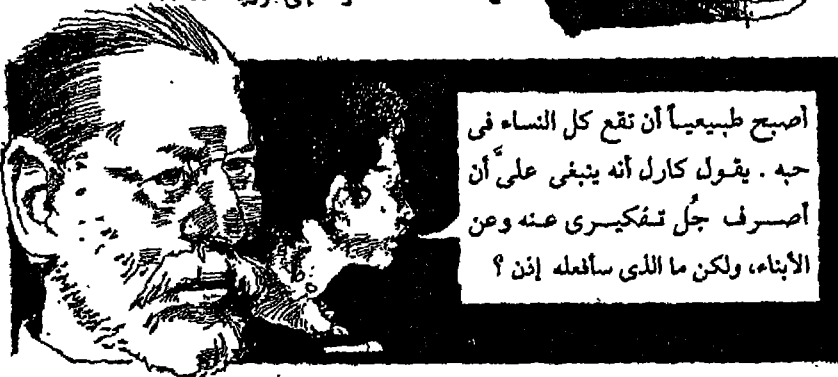 أصبح طبيعياً أن تقع كل النساء فى
حبه . يقول كارل أنه ينبغى علىَّ أن
أصرف جُل تفكيرى عنه وعن
الأبناء، ولكن ما الذى سأفعله إذن ؟